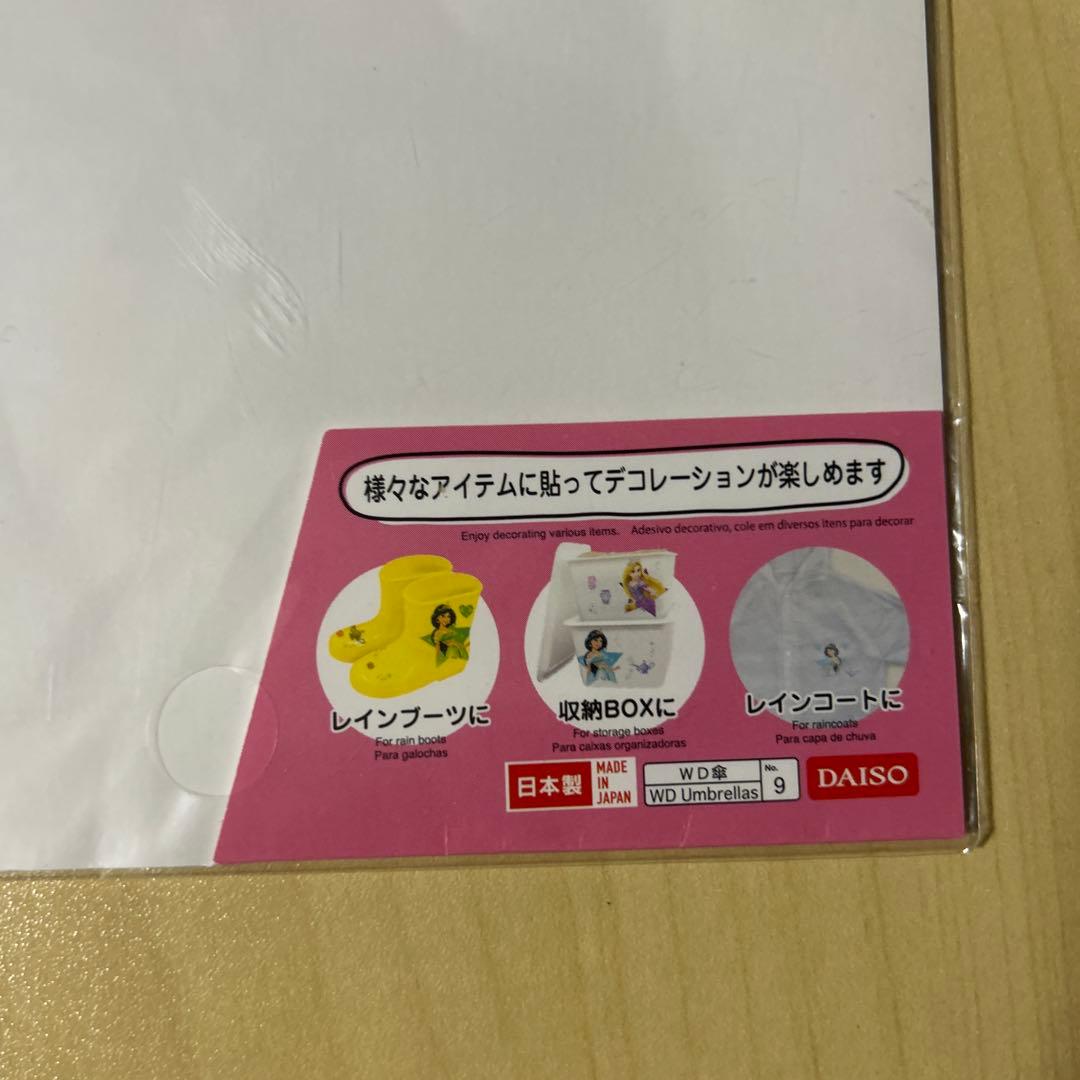 様々なアイテムに貼ってデコレーションが楽しめます
Enjoy decorating various items. Adesivo decorativo, cole em diversos itens para decorar
レインブーツに
For rain boots
Para galochas
収納BOXに
For storage boxes
Para caixas organizadoras
レインコートに
For raincoats
Para capa de chuva
日本製
MADE
IN
JAPAN
WD傘
WD Umbrellas
No.
9
DAISO